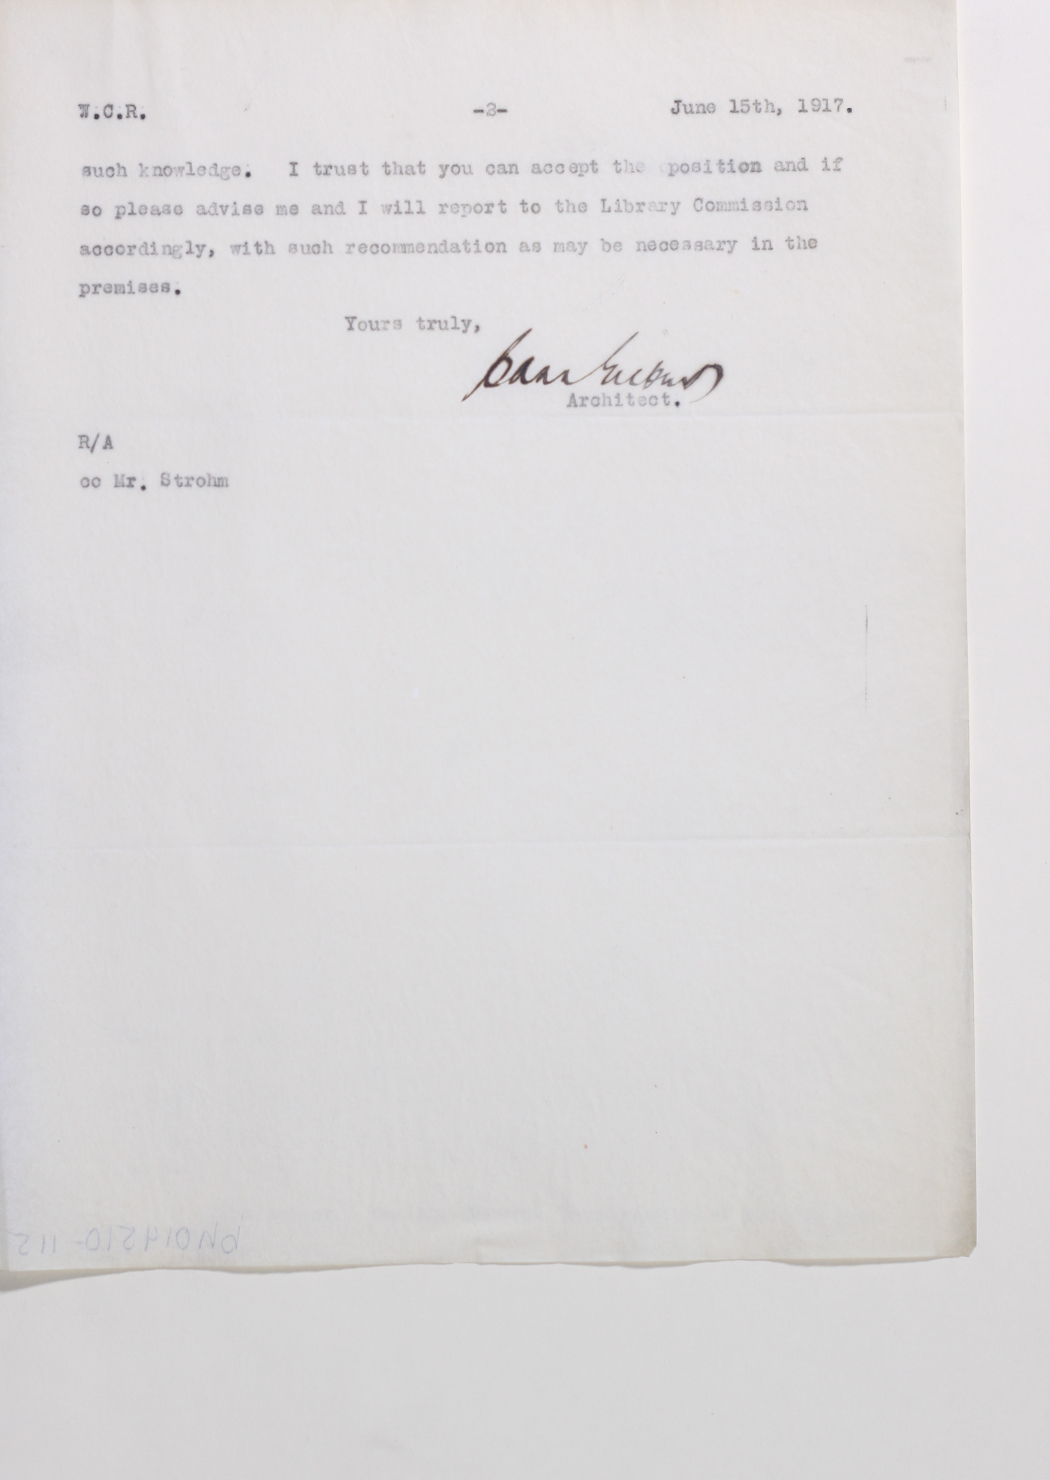 W.C.R. -2- June 15th, 1917.
such knowledge. I trust that you can accept the position and if
so please advise me and I will report to the Library Commission
accordingly, with such recommendation as may be necessary in the
premises.
Yours truly,
Architect.
R/A
cc Mr. Strohm